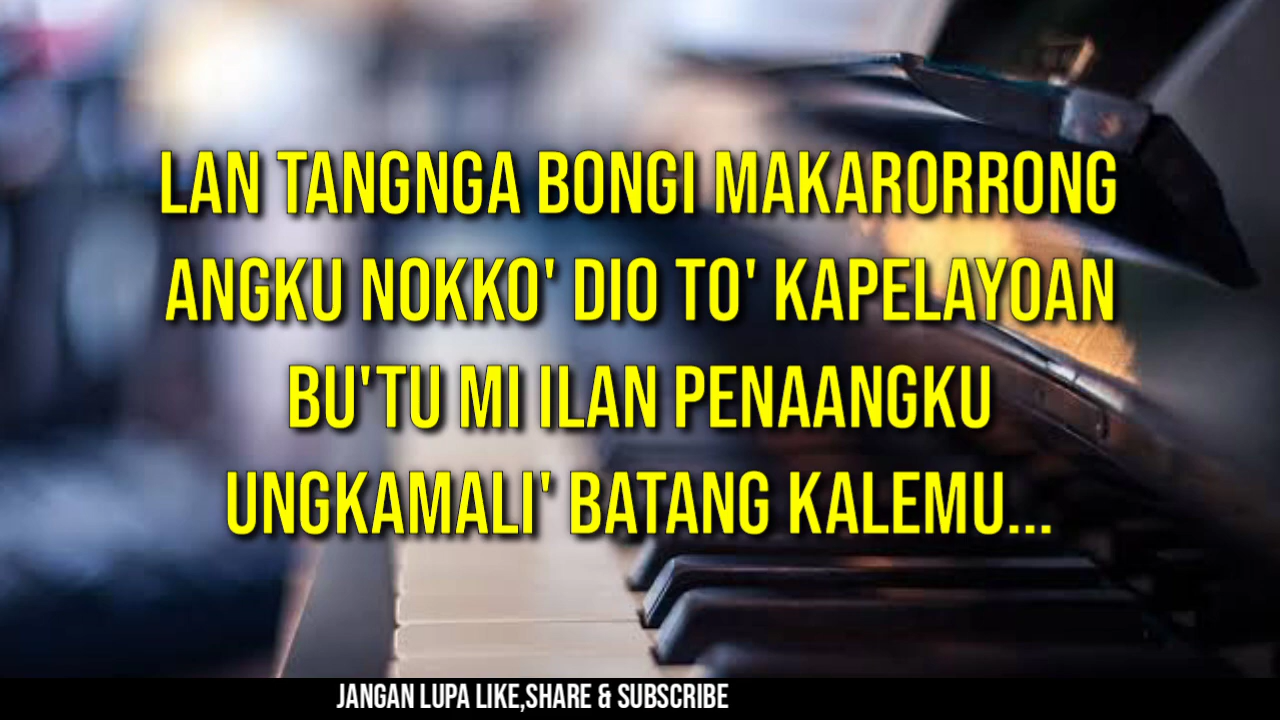 LAN TANGNGA BONGI MAKARORRONG
ANGKU NOKKO' DIO TO' KAPELAYOAN
BU'TU MI ILAN PENAANGKU
UNGKAMALI' BATANG KALEMU...
JANGAN LUPA LIKE,SHARE & SUBSCRIBE